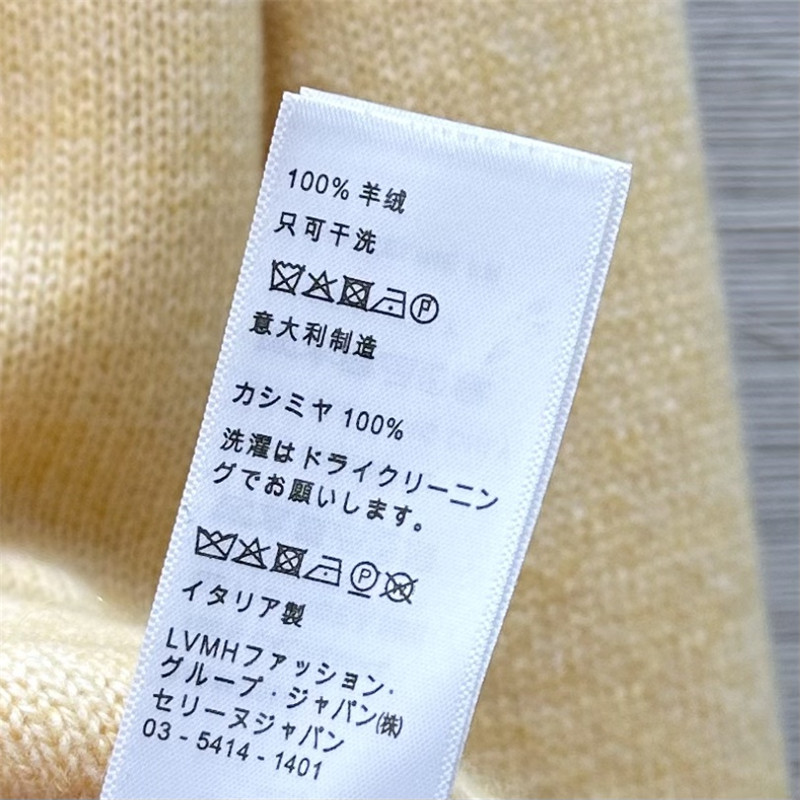 100% 羊绒
只可干洗
P
意大利制造
カシミヤ 100%
洗濯はドライクリーニン
グでお願いします。
P
イタリア製
LVMHファッション・
グループ・ジャパン㈱
セリーヌジャパン
03 - 5414 - 1401